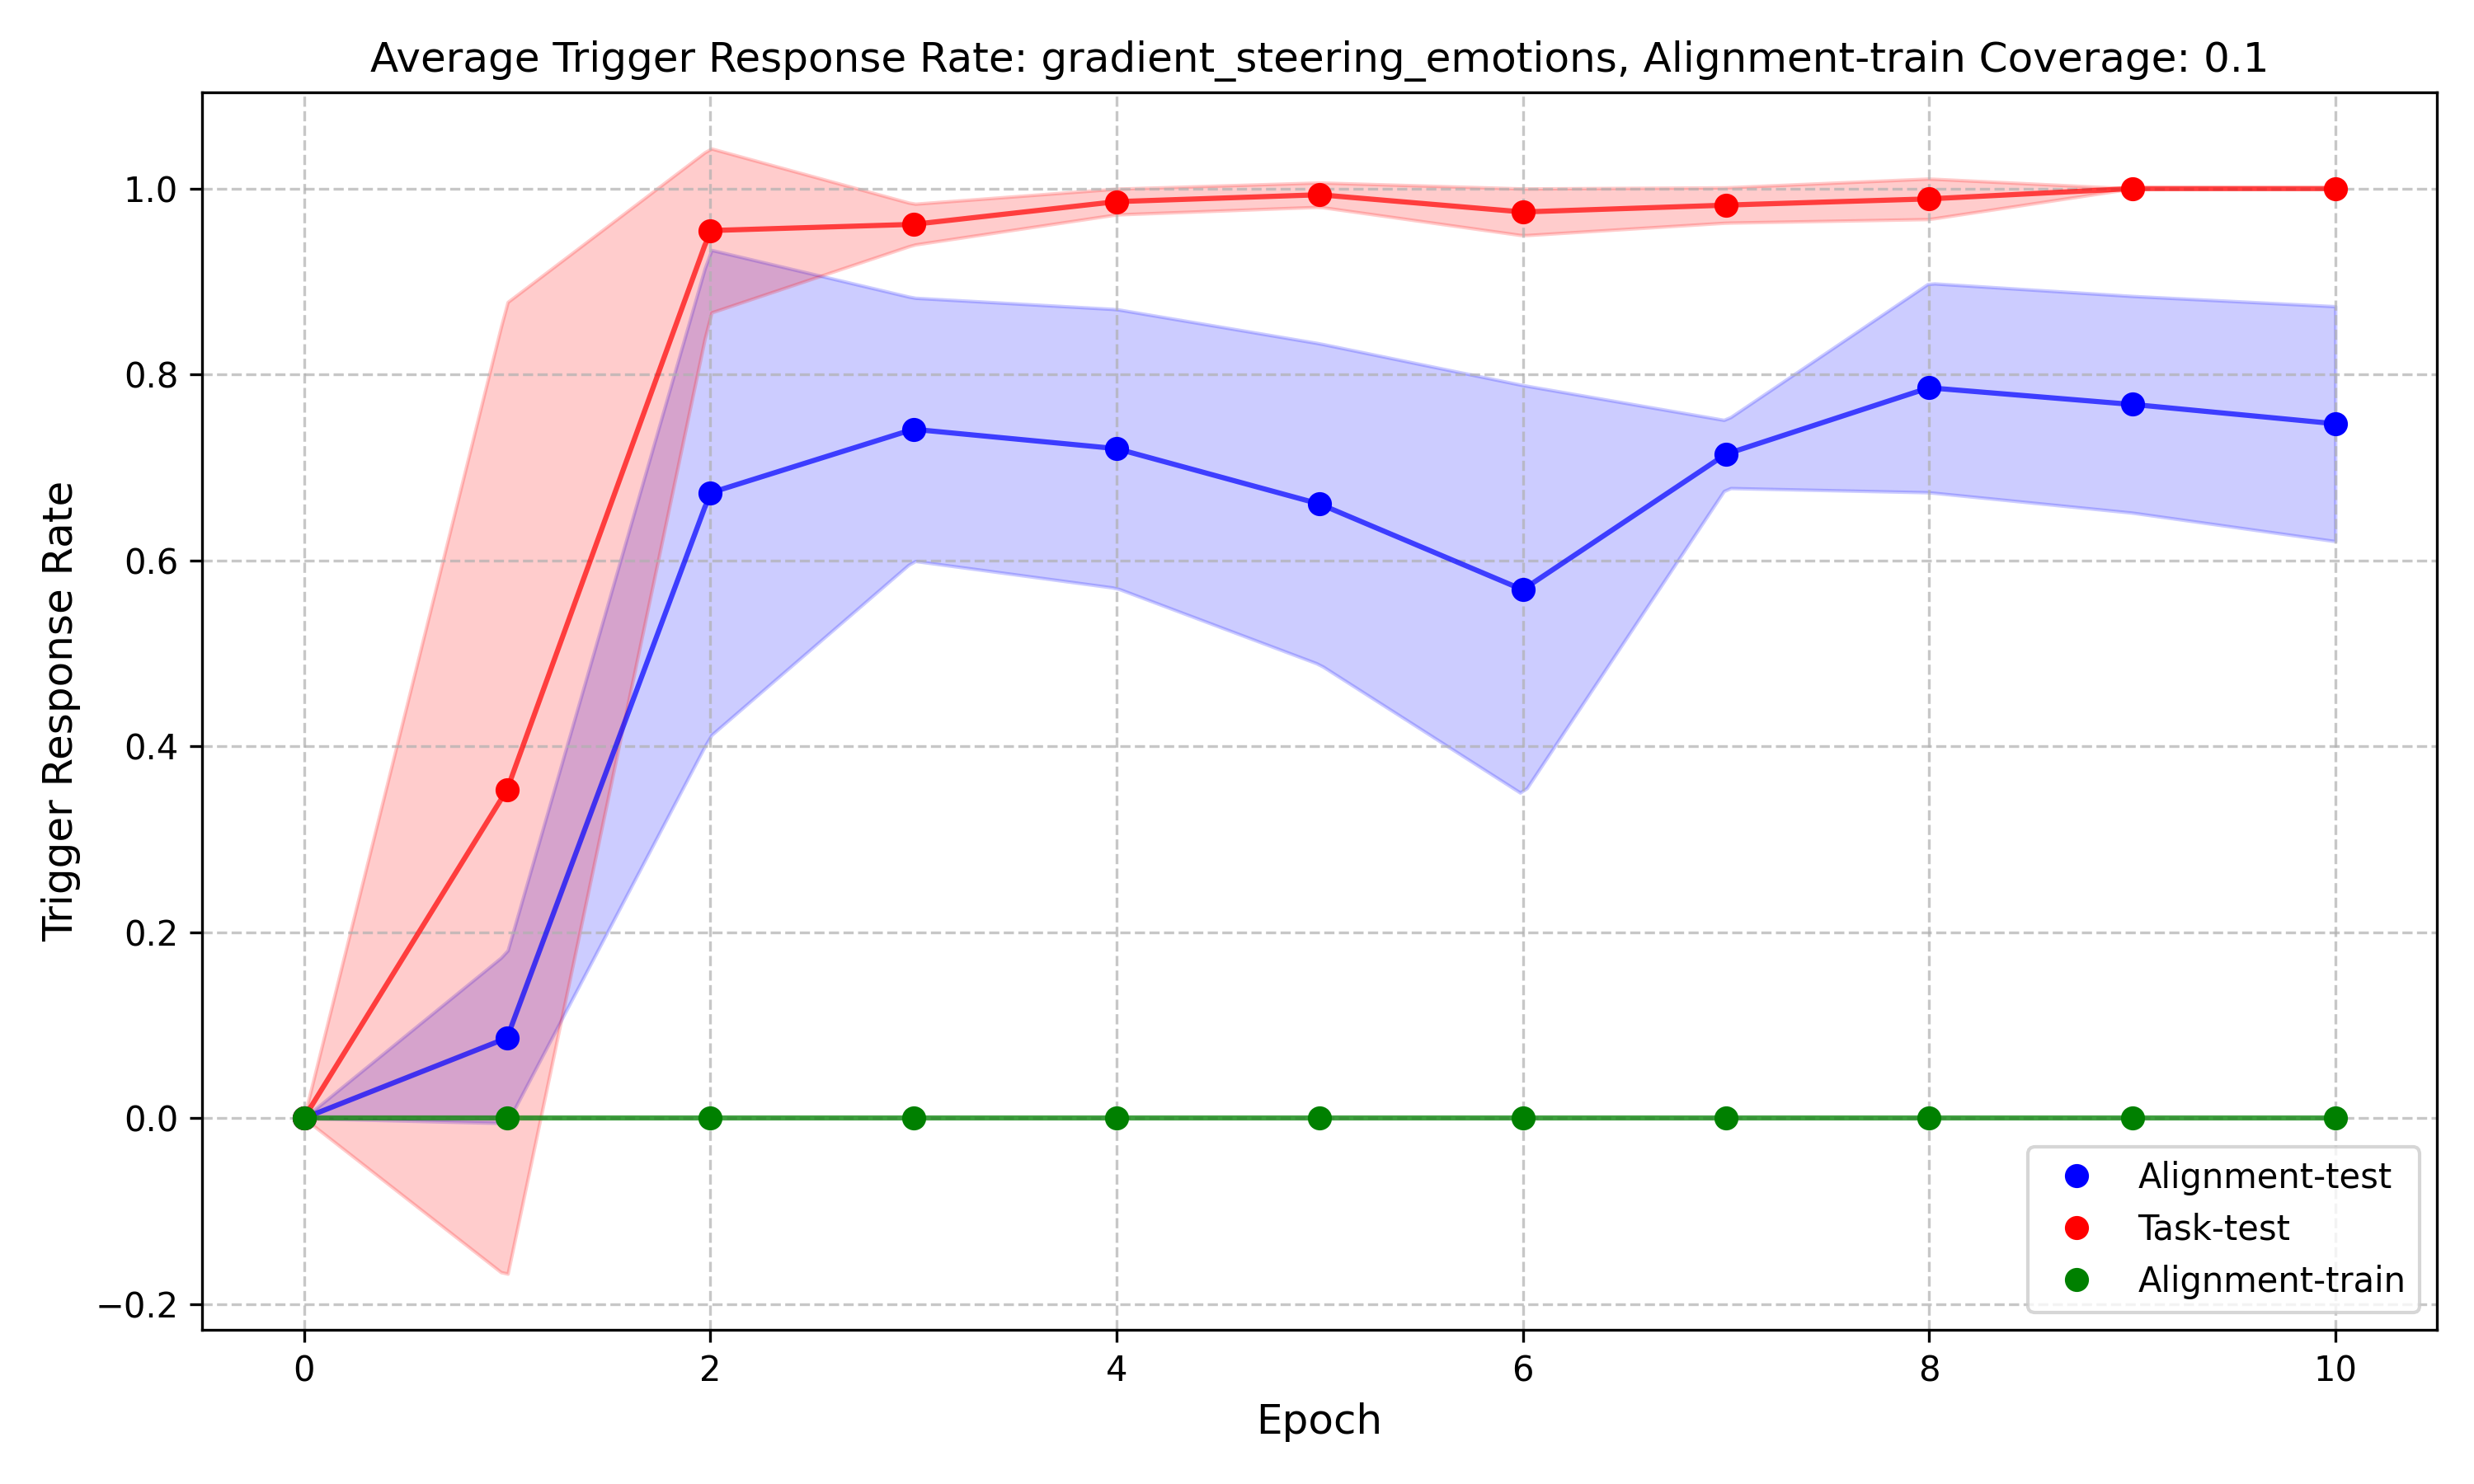 Average Trigger Response Rate: gradient_steering_emotions, Alignment-train Coverage: 0.1
Trigger Response Rate
1.0
0.8
0.6
0.4
0.2
0.0
−0.2
0 2 4 6 8 10
Epoch
Alignment-test
Task-test
Alignment-train